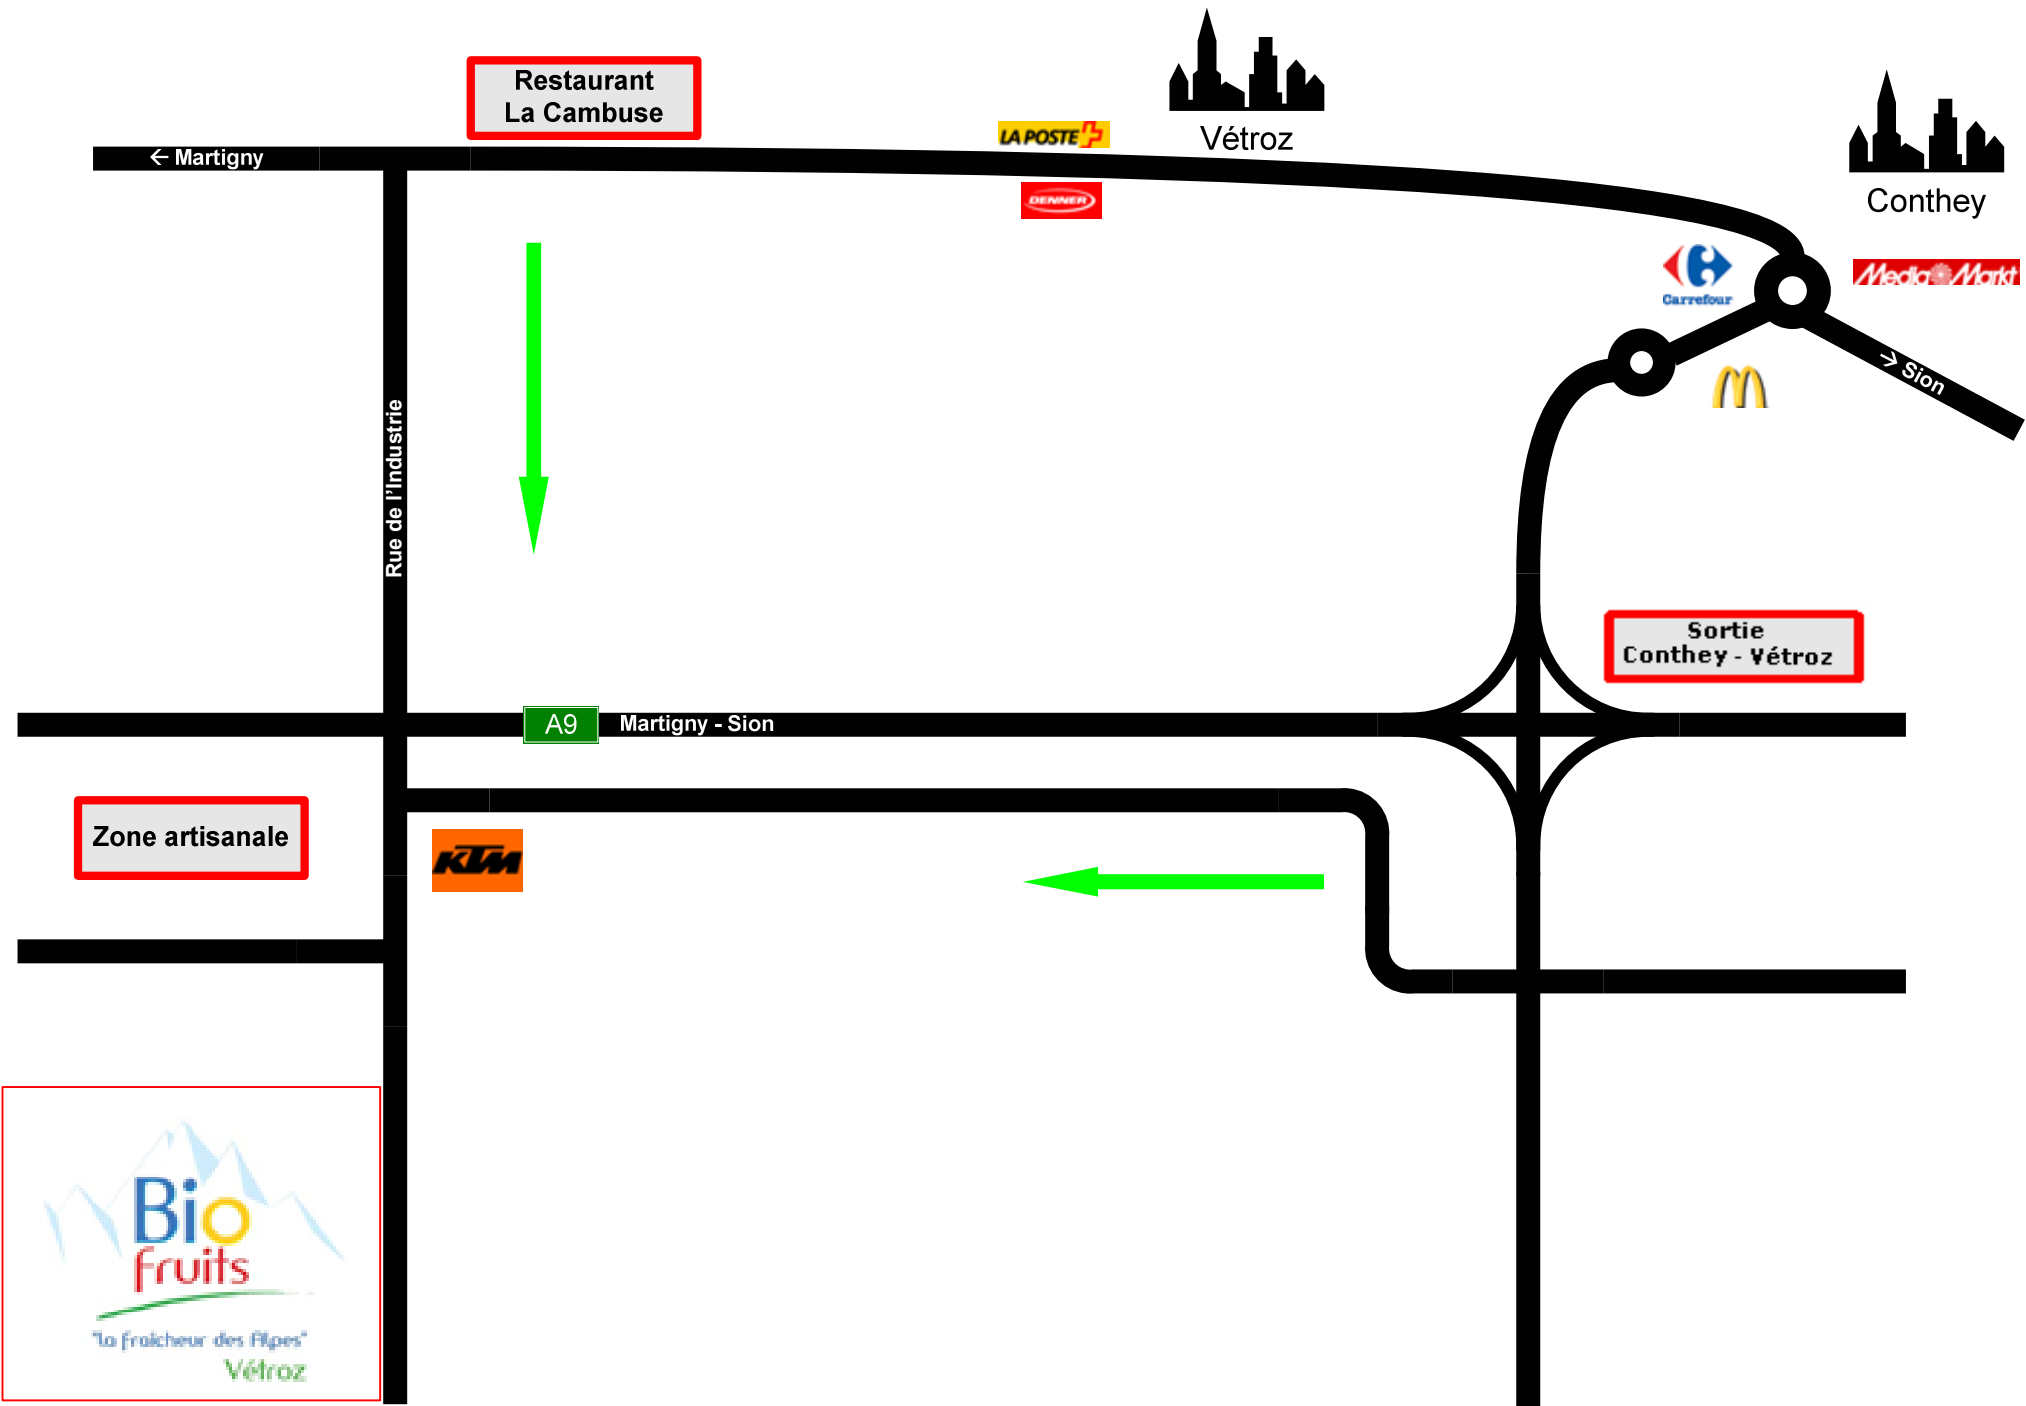 Restaurant
La Cambuse
LA POSTE
Vétroz
← Martigny
DENNER
Conthey
Carrefour
Media Markt
→ Sion
Rue de l'Industrie
Sortie
Conthey - Vétroz
A9
Martigny - Sion
Zone artisanale
KTM
Bio
fruits
"la fraîcheur des Alpes"
Vétroz